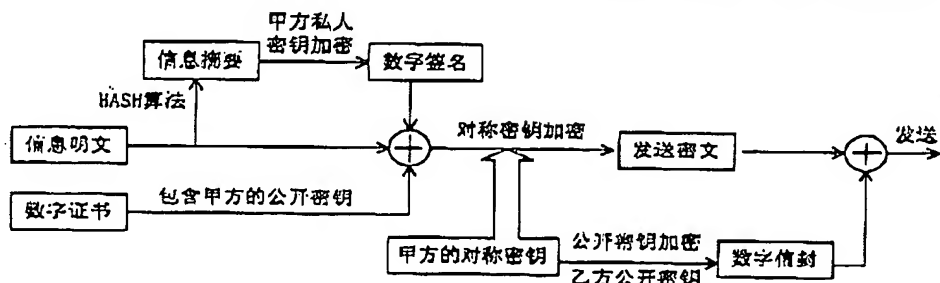 甲方私人
密钥加密
信息摘要
数字签名
HASH算法
信息明文
对称密钥加密
发送密文
发送
数字证书
包含甲方的公开密钥
甲方的对称密钥
公开密钥加密
乙方公开密钥
数字信封